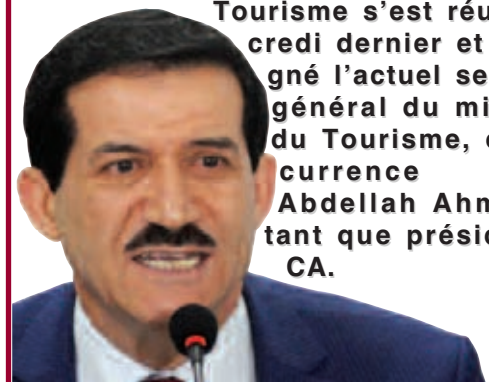 Tourisme s’est réu
credi dernier et
gné l’actuel se
général du mi
du Tourisme, 
currence
Abdellah Ahm
tant que prési
CA.